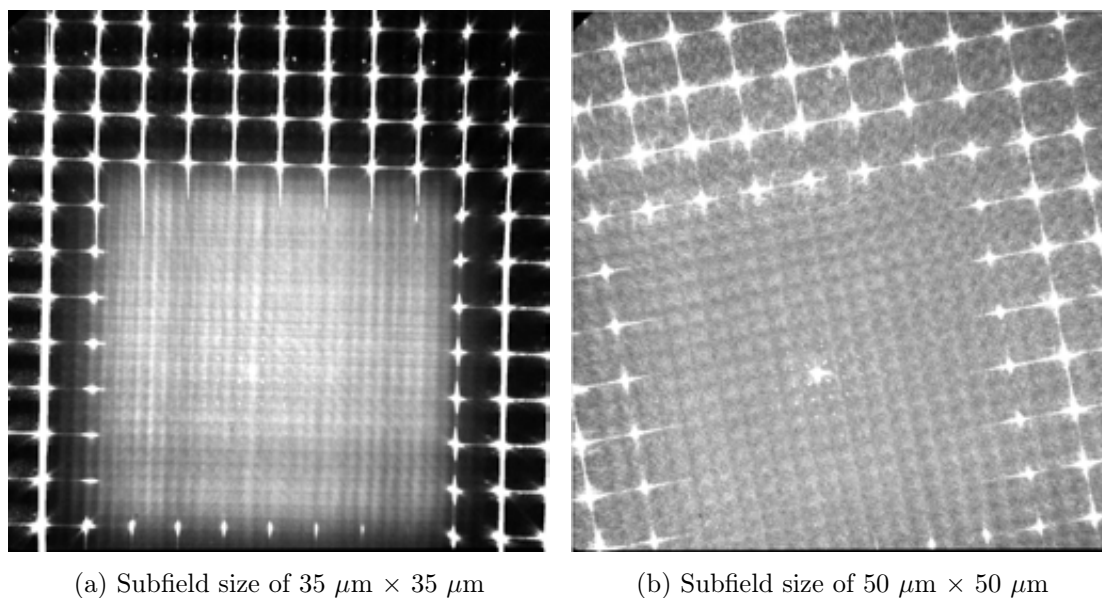 (a) Subfield size of 35 μm × 35 μm
(b) Subfield size of 50 μm × 50 μm